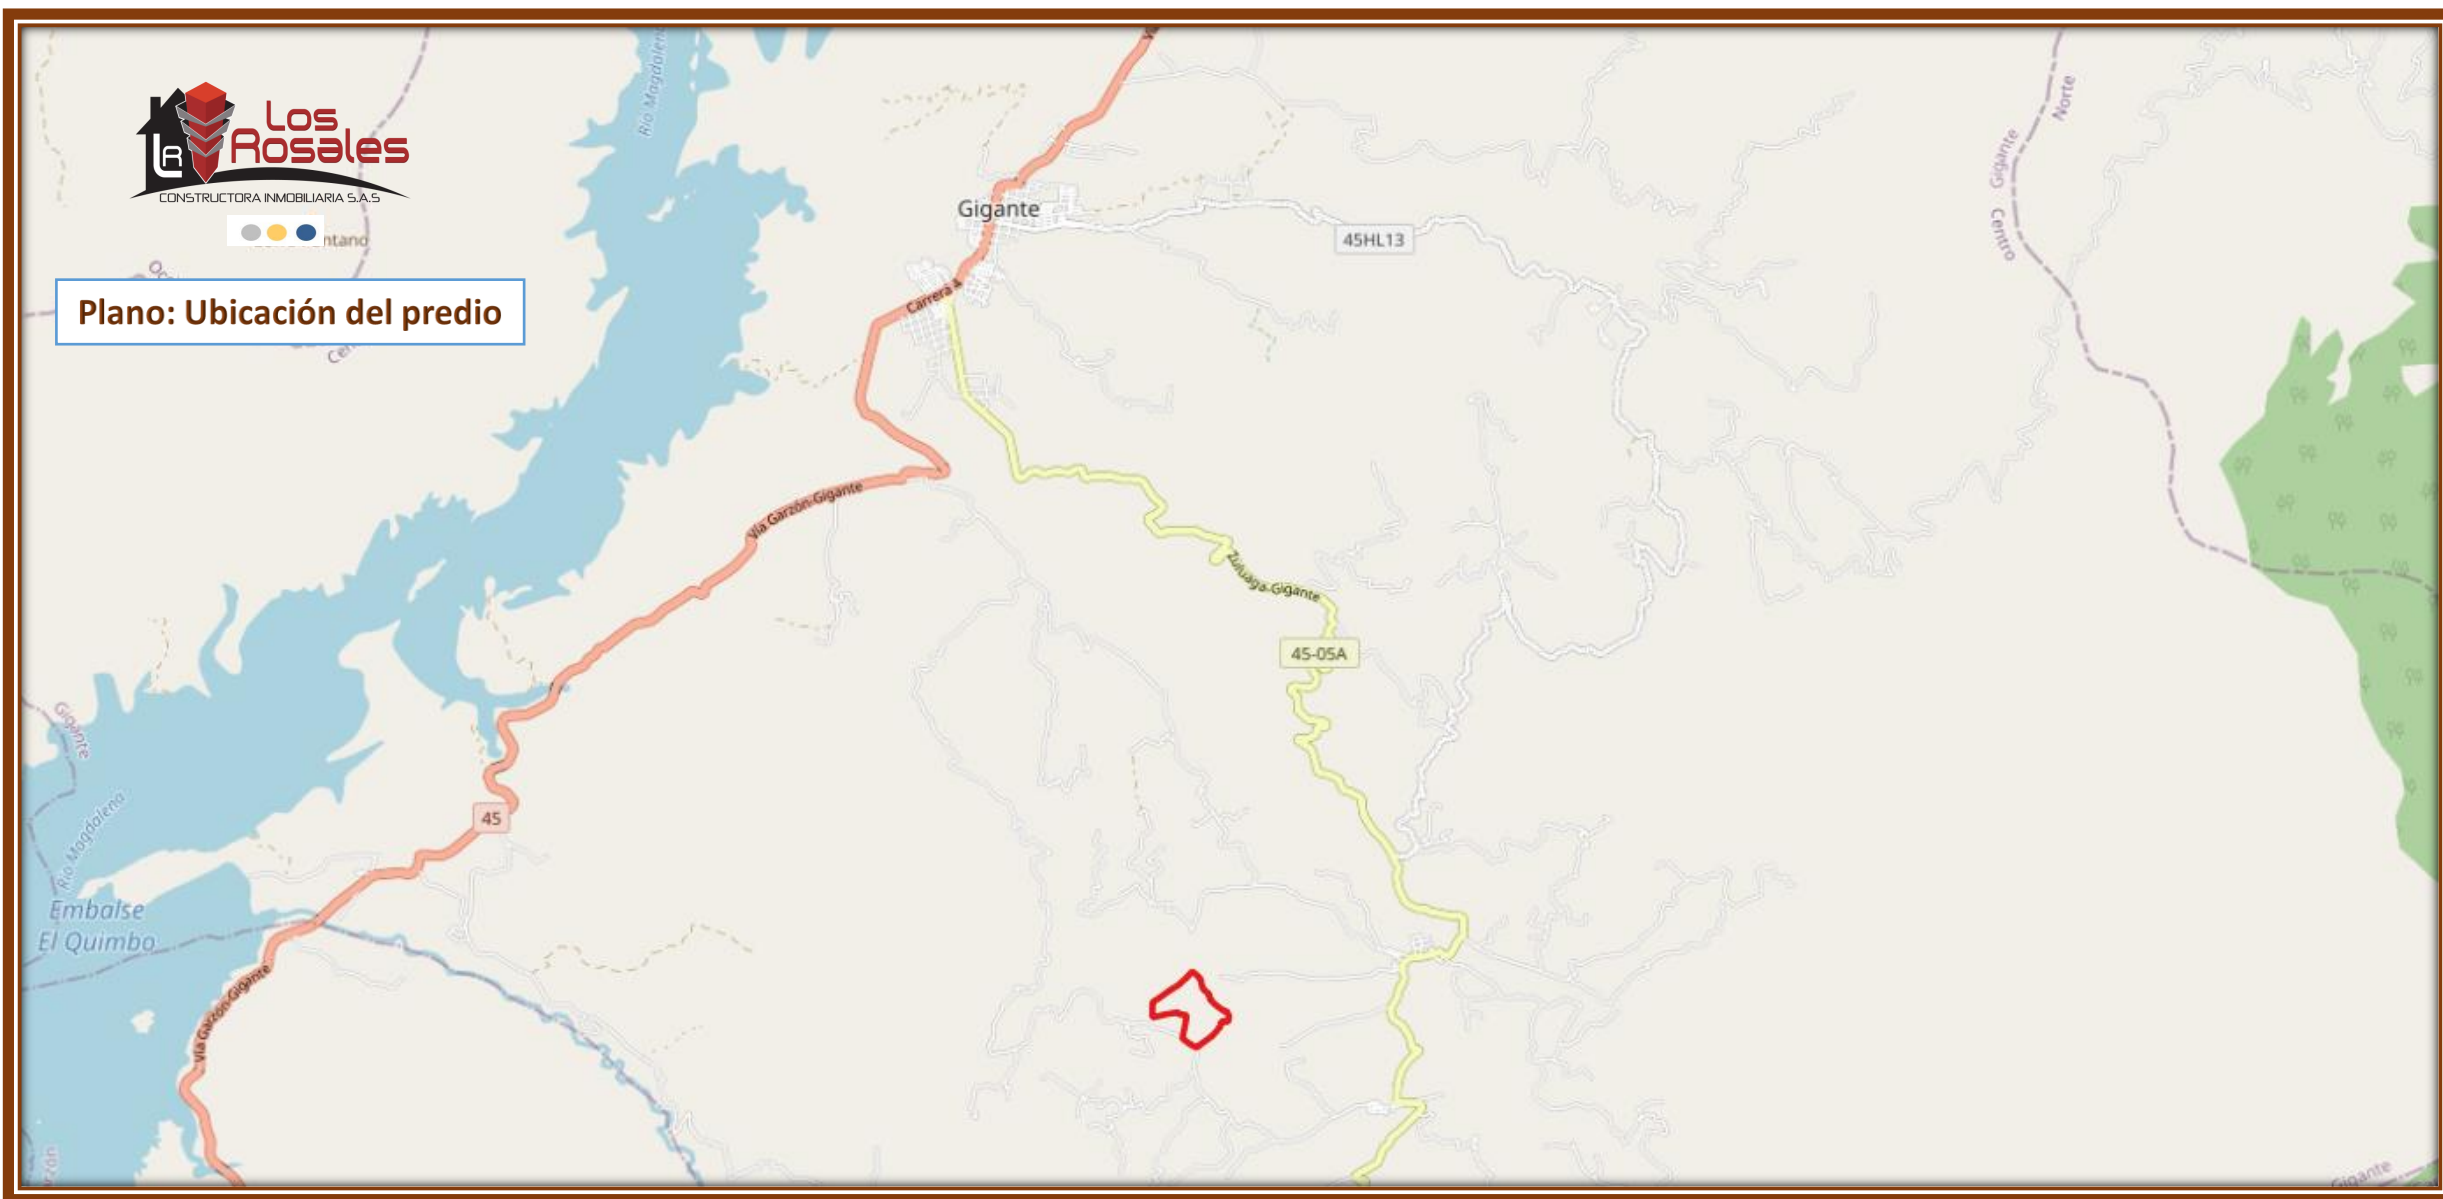 Los
Rosales
LR
CONSTRUCTORA INMOBILIARIA S.A.S
Plano: Ubicación del predio
Río Magdalena
Gigante
45HL13
Norte
Gigante
Centro
Carrera 4
Vía Garzón-Gigante
Zuluaga-Gigante
45-05A
Gigante
45
Río Magdalena
Embalse
El Quimbo
Vía Garzón-Gigante
Gigante